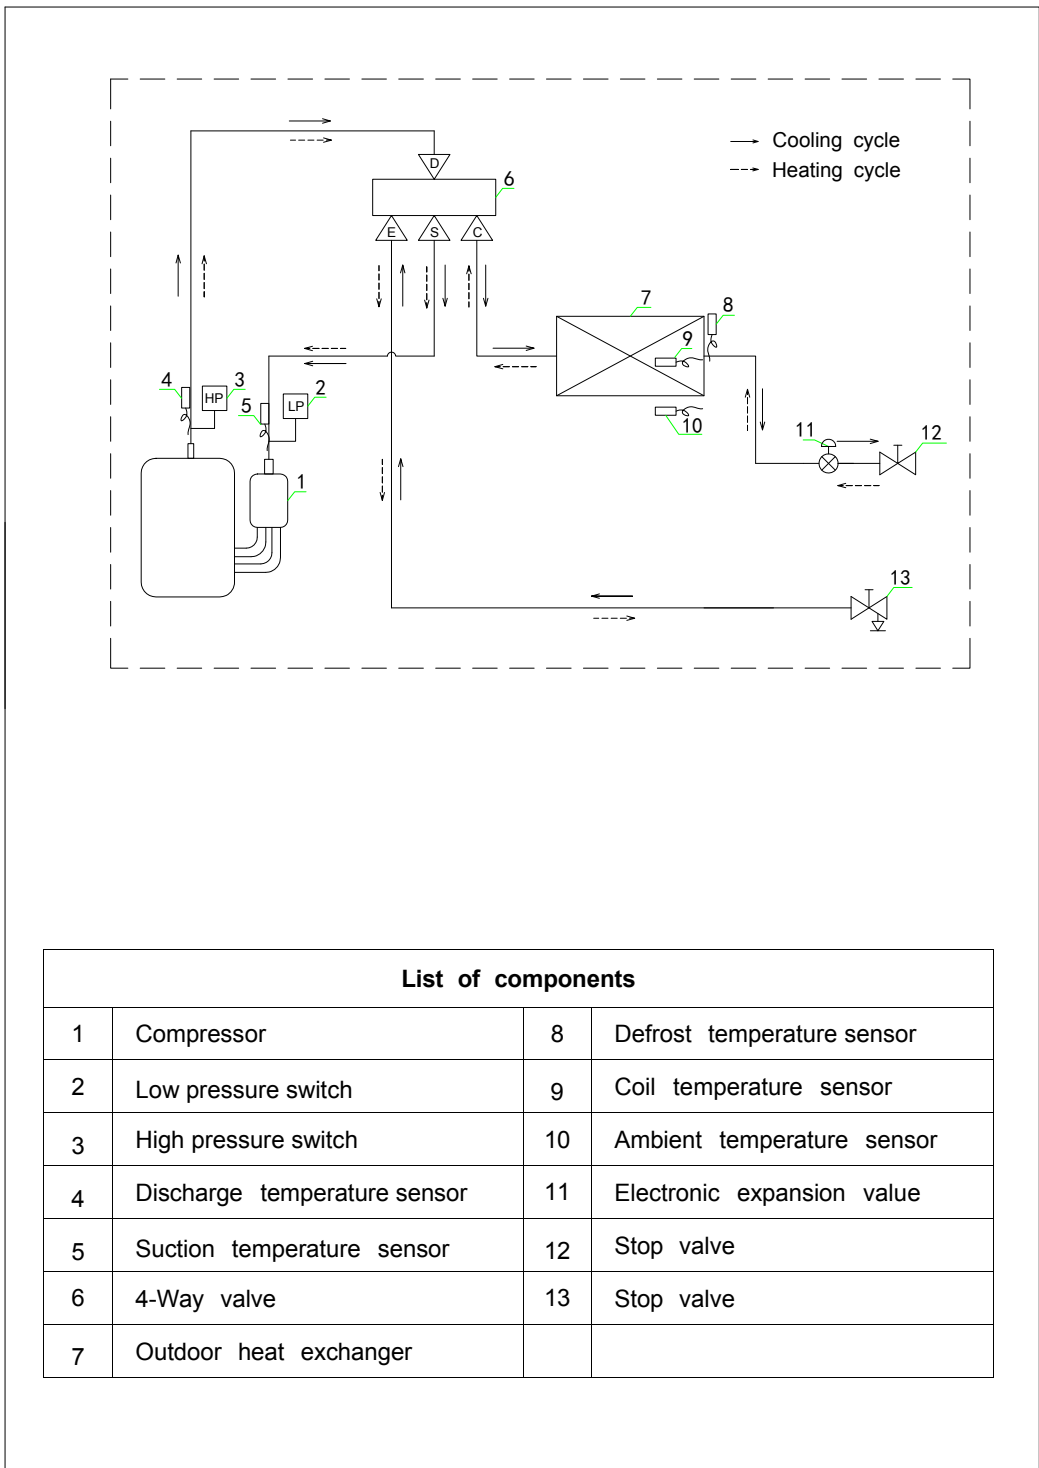 Cooling cycle
Heating cycle
D
6
E S C
7
8
9
4
3
HP
2
LP
5
10
11
12
1
13
List of components
1 Compressor 8 Defrost temperature sensor
2 Low pressure switch 9 Coil temperature sensor
3 High pressure switch 10 Ambient temperature sensor
4 Discharge temperature sensor 11 Electronic expansion value
5 Suction temperature sensor 12 Stop valve
6 4-Way valve 13 Stop valve
7 Outdoor heat exchanger